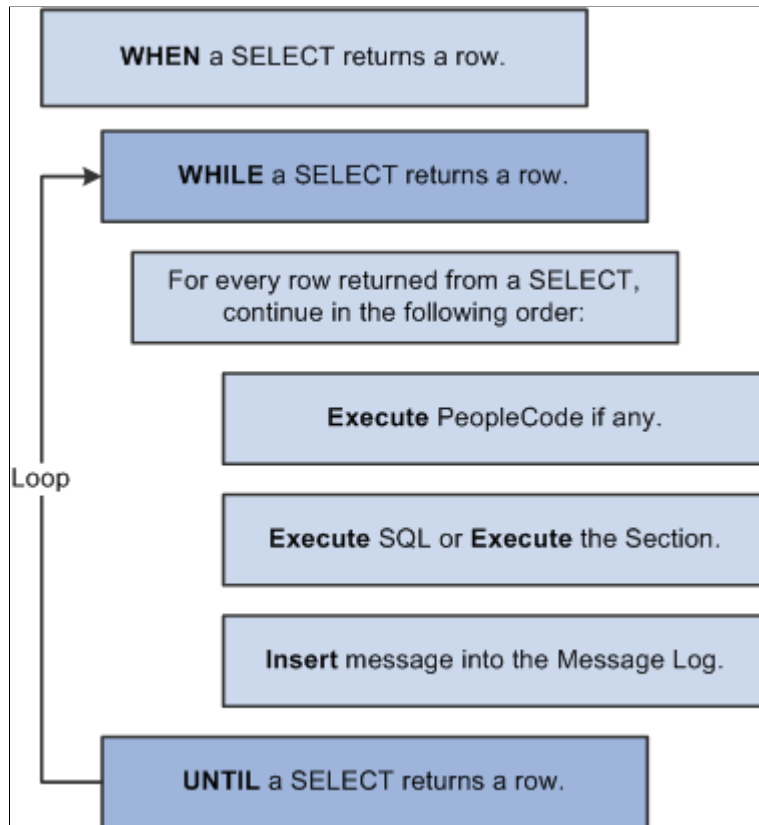 WHEN a SELECT returns a row.
WHILE a SELECT returns a row.
For every row returned from a SELECT,
continue in the following order:
Execute PeopleCode if any.
Loop
Execute SQL or Execute the Section.
Insert message into the Message Log.
UNTIL a SELECT returns a row.